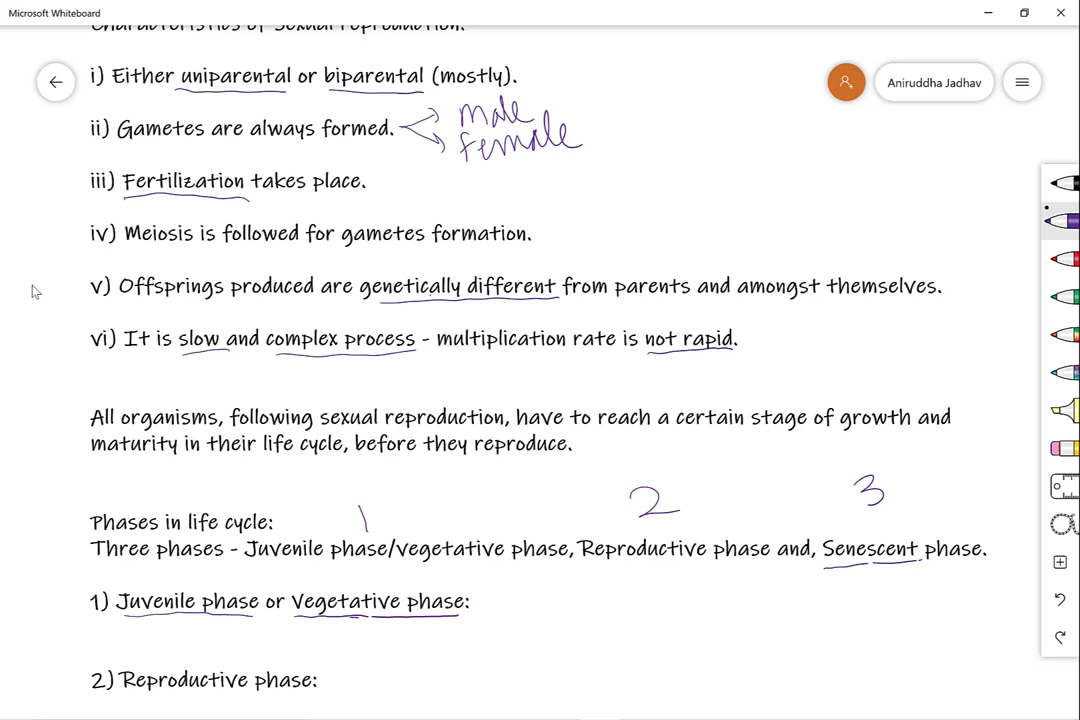 Microsoft Whiteboard
Characteristics of sexual reproduction:
i) Either uniparental or biparental (mostly).
Aniruddha Jadhav
male
ii) Gametes are always formed.
female
iii) Fertilization takes place.
iv) Meiosis is followed for gametes formation.
v) Offsprings produced are genetically different from parents and amongst themselves.
vi) It is slow and complex process - multiplication rate is not rapid.
All organisms, following sexual reproduction, have to reach a certain stage of growth and
maturity in their life cycle, before they reproduce.
1 2 3
Phases in life cycle:
Three phases - Juvenile phase/vegetative phase, Reproductive phase and, Senescent phase.
1) Juvenile phase or Vegetative phase:
2) Reproductive phase: